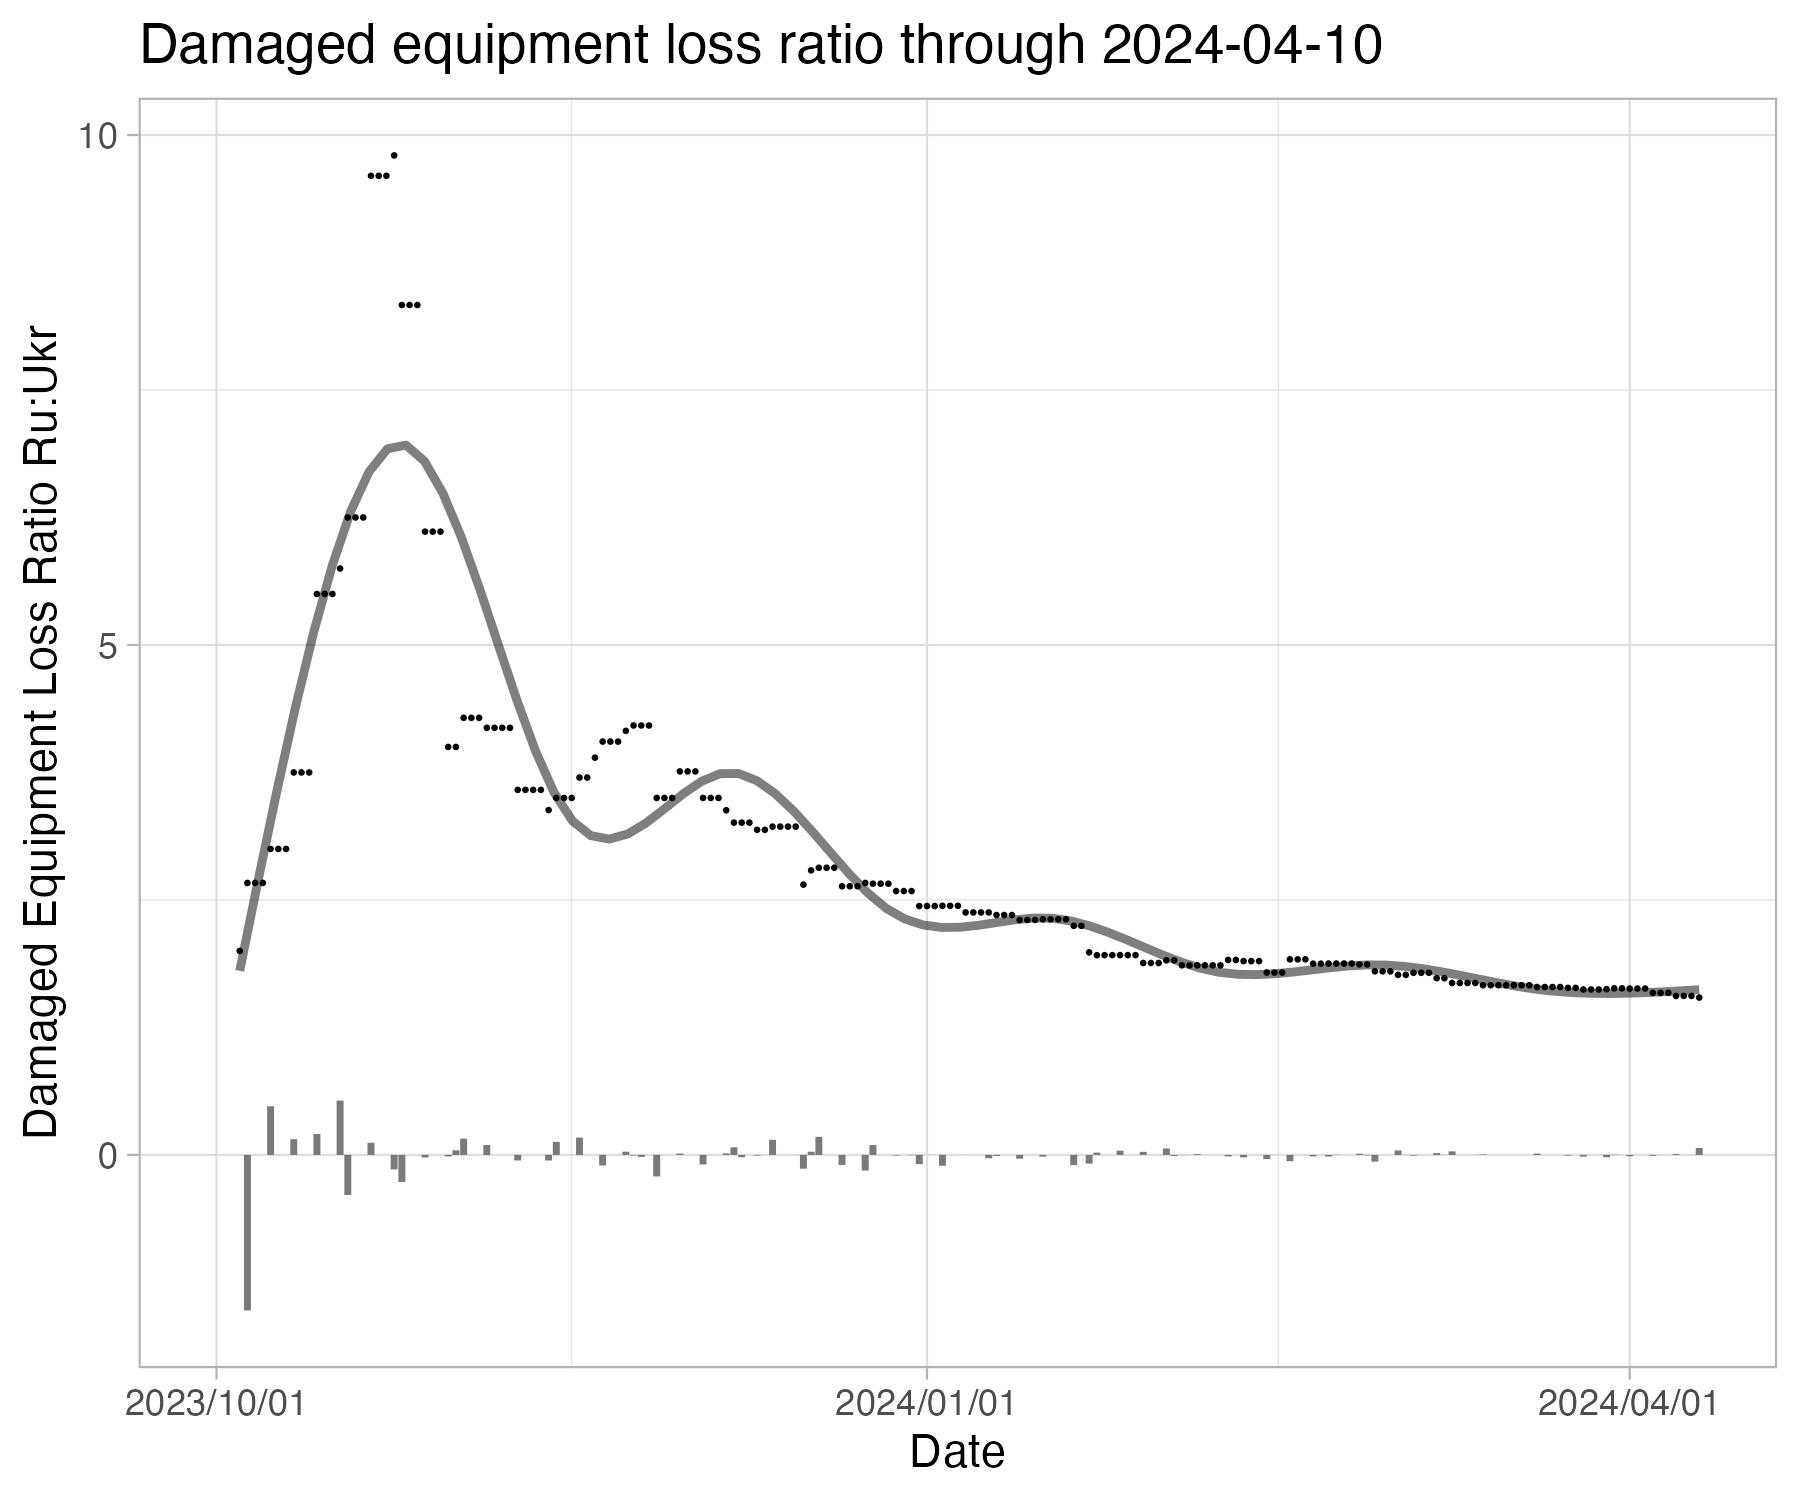 Damaged equipment loss ratio through 2024-04-10
Damaged Equipment Loss Ratio Ru:Ukr
10
5
0
2023/10/01
2024/01/01
2024/04/01
Date